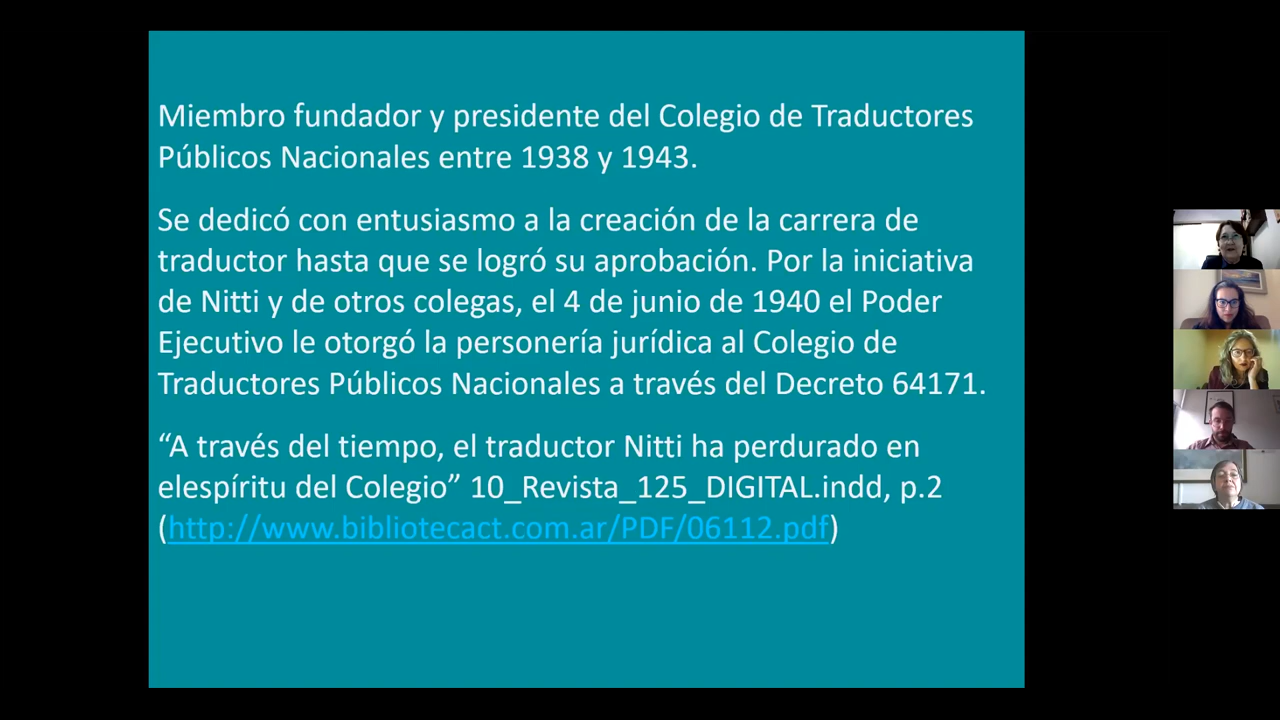 Miembro fundador y presidente del Colegio de Traductores
Públicos Nacionales entre 1938 y 1943.
Se dedicó con entusiasmo a la creación de la carrera de
traductor hasta que se logró su aprobación. Por la iniciativa
de Nitti y de otros colegas, el 4 de junio de 1940 el Poder
Ejecutivo le otorgó la personería jurídica al Colegio de
Traductores Públicos Nacionales a través del Decreto 64171.
“A través del tiempo, el traductor Nitti ha perdurado en
elespíritu del Colegio” 10_Revista_125_DIGITAL.indd, p.2
(http://www.bibliotecact.com.ar/PDF/06112.pdf)